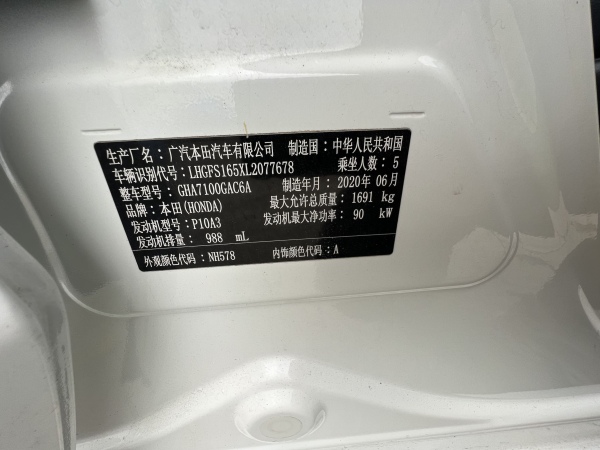 生产厂名：广汽本田汽车有限公司 制造国：中华人民共和国
车辆识别代号：LHGFS165XL2077678 乘坐人数：5
整车型号：GHA7100GAC6A 制造年月：2020年06月
品牌：本田(HONDA) 最大允许总质量：1691 kg
发动机型号：P10A3 发动机最大净功率：90 kW
发动机排量：988 mL
外观颜色代码：NH578 内饰颜色代码：A